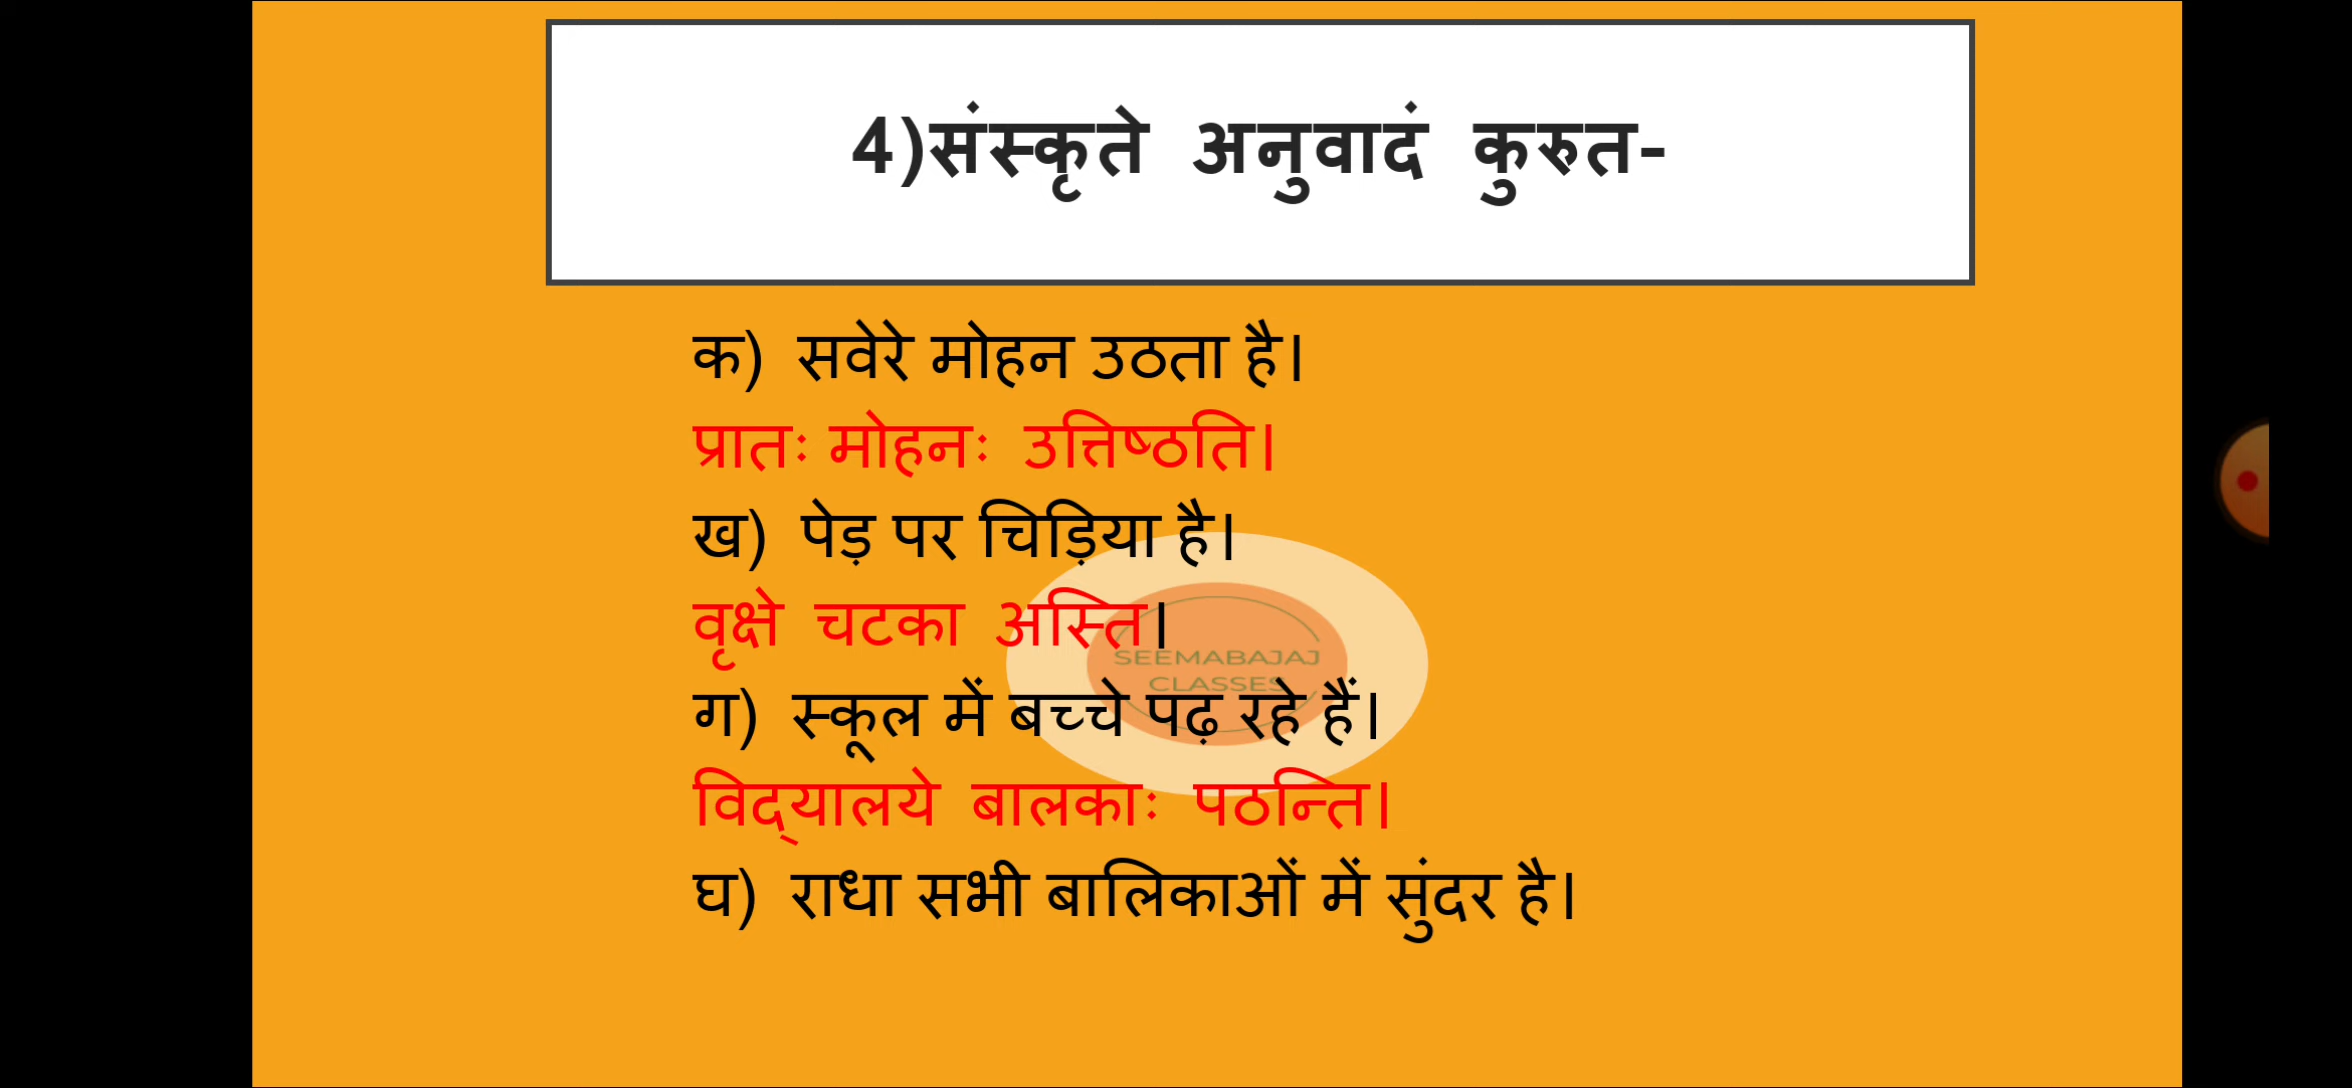 4)संस्कृते अनुवादं कुरुत-
क) सवेरे मोहन उठता है।
प्रातः मोहनः उत्तिष्ठति।
ख) पेड़ पर चिड़िया है।
वृक्षे चटका अस्ति।
SEEMABAJAJ
CLASSES
ग) स्कूल में बच्चे पढ़ रहे हैं।
विद्‌यालये बालकाः पठन्ति।
घ) राधा सभी बालिकाओं में सुंदर है।